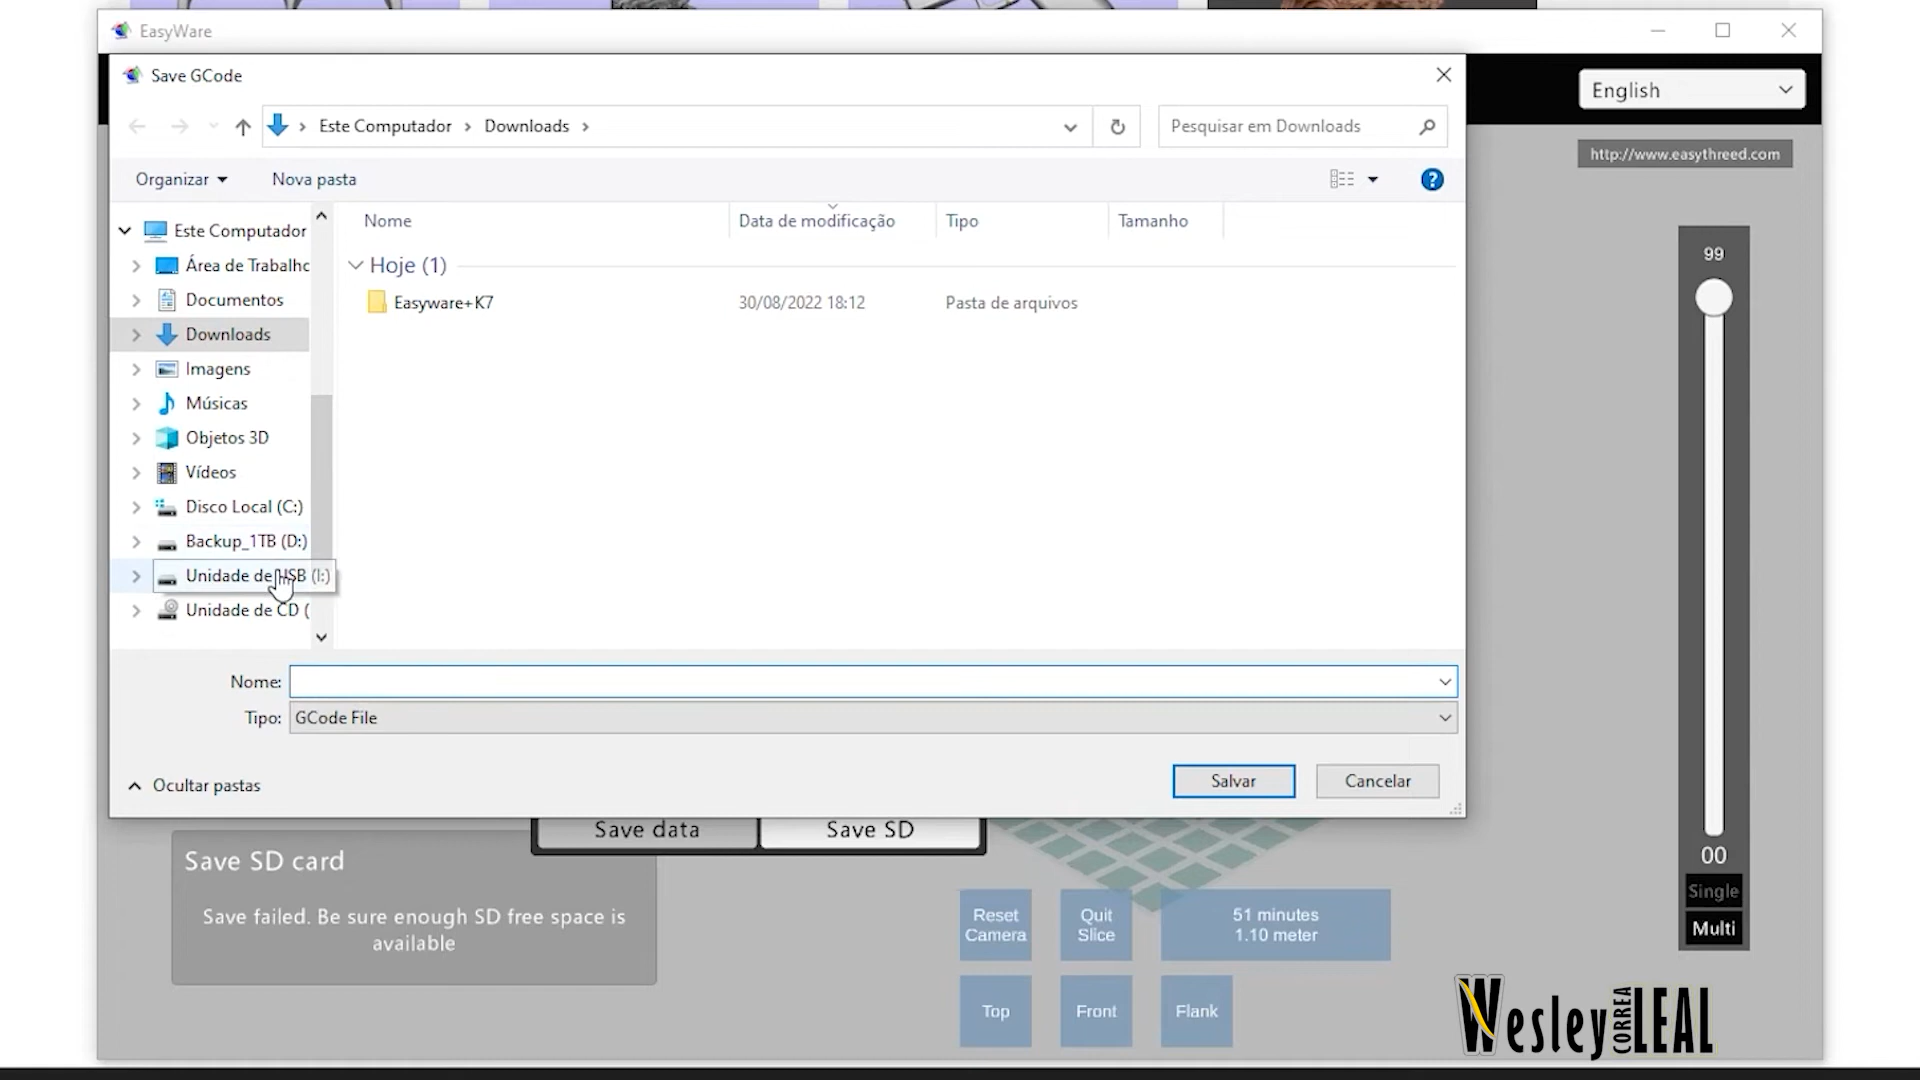 EasyWare
Save GCode
English
Este Computador
Downloads
Pesquisar em Downloads
http://www.easythreed.com
Organizar
Nova pasta
Nome
Data de modificação
Tipo
Tamanho
Este Computador
Área de Trabalho
Documentos
Downloads
Imagens
Músicas
Objetos 3D
Vídeos
Disco Local (C:)
Backup_1TB (D:)
Unidade de USB (I:)
Unidade de CD (
Hoje (1)
Easyware+K7
30/08/2022 18:12
Pasta de arquivos
99
Nome:
Tipo:
GCode File
Ocultar pastas
Salvar
Cancelar
Save data
Save SD
Save SD card
Save failed. Be sure enough SD free space is
available
00
Single
Multi
Reset
Camera
Quit
Slice
51 minutes
1.10 meter
Top
Front
Flank
Wesley CORREA LEAL